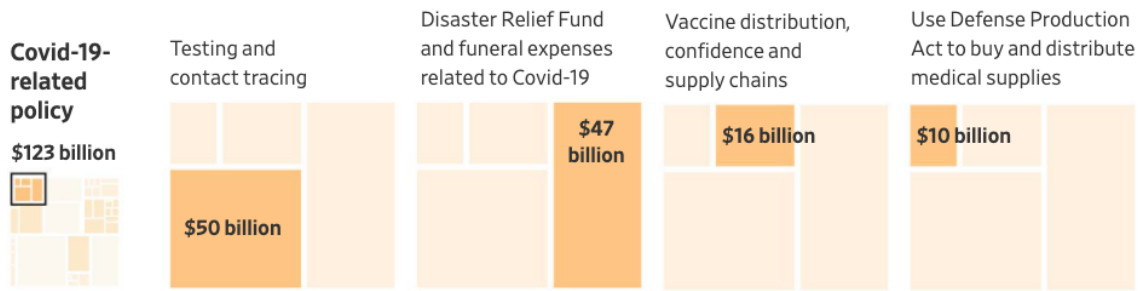 Covid-19-
related
policy
$123 billion
Testing and
contact tracing
$50 billion
Disaster Relief Fund
and funeral expenses
related to Covid-19
$47
billion
Vaccine distribution,
confidence and
supply chains
$16 billion
Use Defense Production
Act to buy and distribute
medical supplies
$10 billion